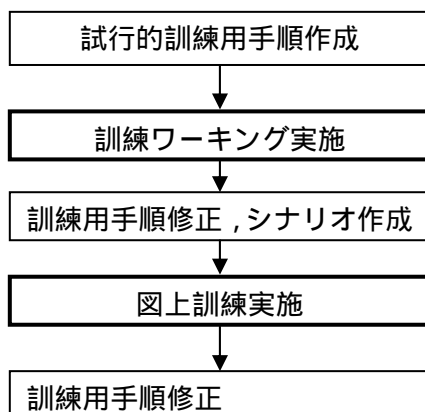 試行的訓練用手順作成
訓練ワーキング実施
訓練用手順修正,シナリオ作成
図上訓練実施
訓練用手順修正